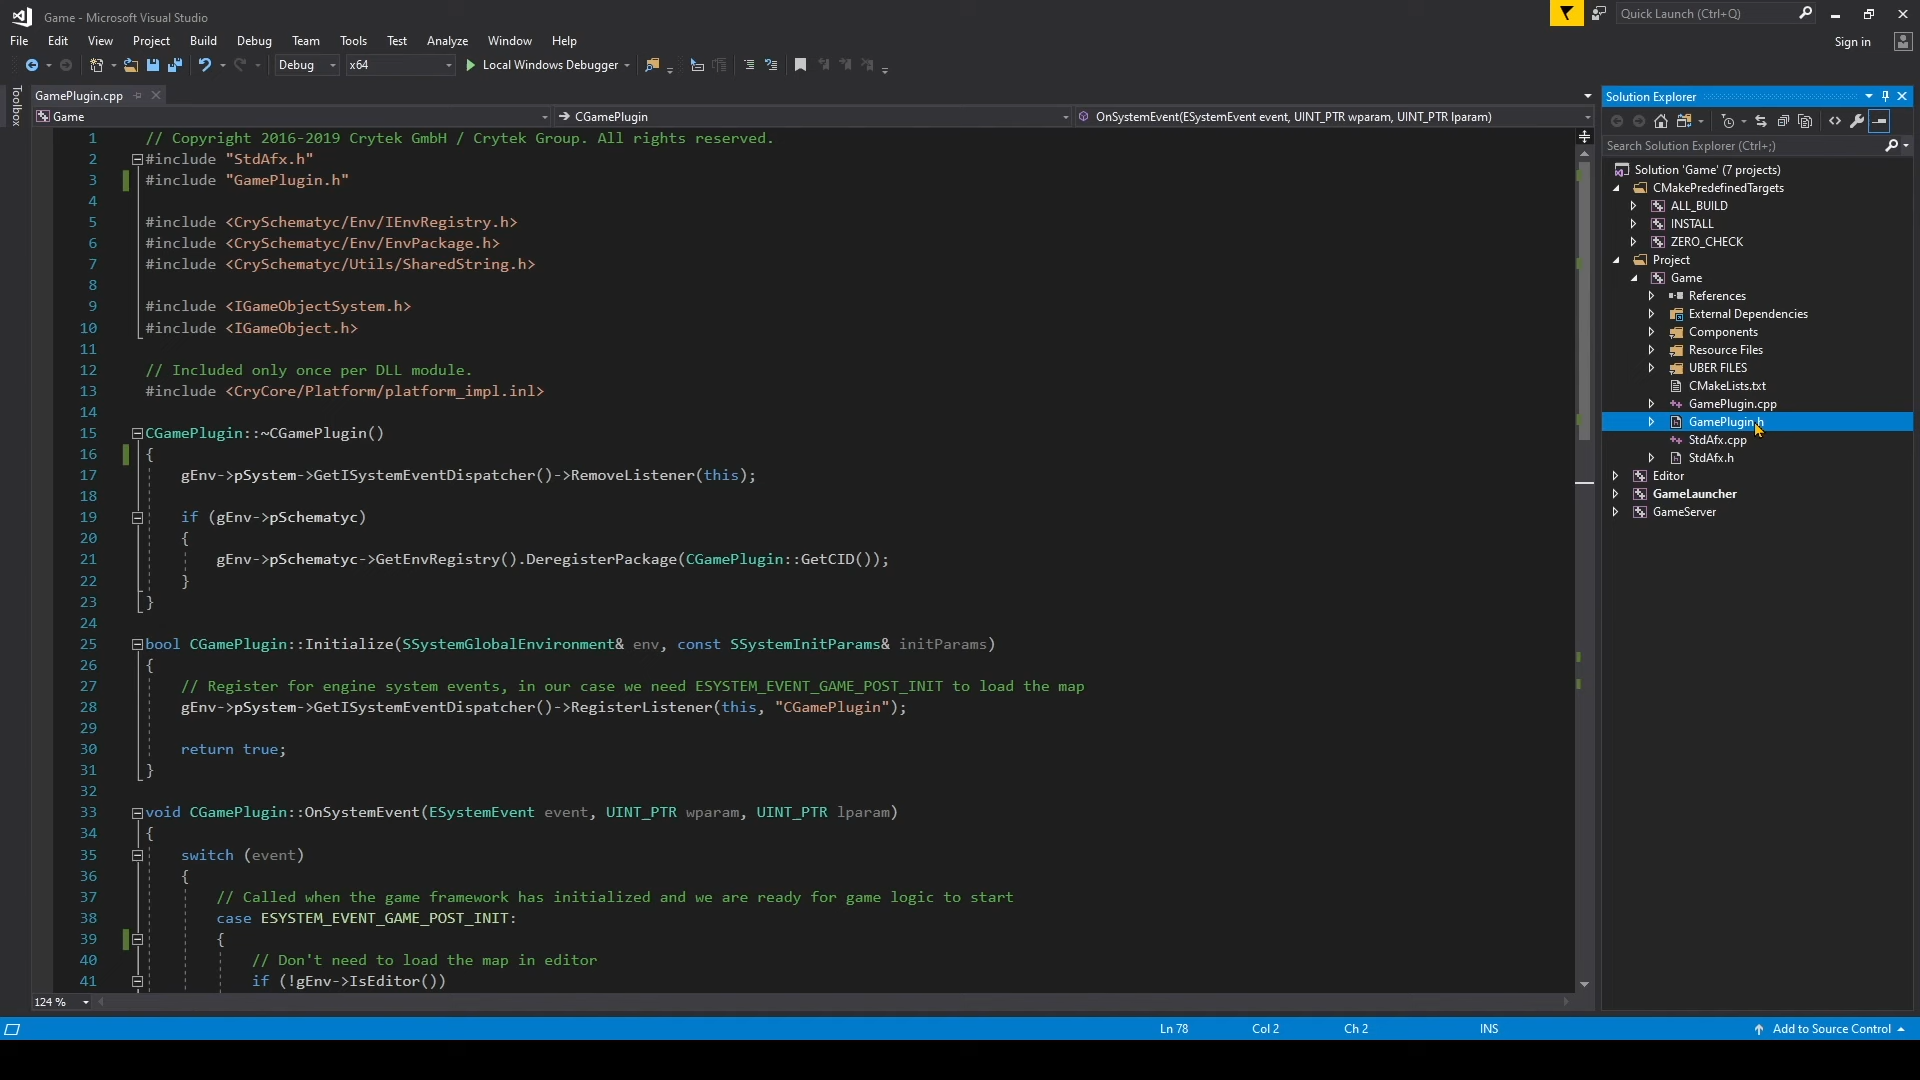 Game - Microsoft Visual Studio
Quick Launch (Ctrl+Q)
File Edit View Project Build Debug Team Tools Test Analyze Window Help
Sign in
Debug x64 Local Windows Debugger
Toolbox
GamePlugin.cpp
Game CGamePlugin OnSystemEvent(ESystemEvent event, UINT_PTR wparam, UINT_PTR lparam)
1 // Copyright 2016-2019 Crytek GmbH / Crytek Group. All rights reserved.
2 #include "StdAfx.h"
3 #include "GamePlugin.h"
4
5 #include <CrySchematyc/Env/IEnvRegistry.h>
6 #include <CrySchematyc/Env/EnvPackage.h>
7 #include <CrySchematyc/Utils/SharedString.h>
8
9 #include <IGameObjectSystem.h>
10 #include <IGameObject.h>
11
12 // Included only once per DLL module.
13 #include <CryCore/Platform/platform_impl.inl>
14
15 CGamePlugin::~CGamePlugin()
16 {
17 gEnv->pSystem->GetISystemEventDispatcher()->RemoveListener(this);
18
19 if (gEnv->pSchematyc)
20 {
21 gEnv->pSchematyc->GetEnvRegistry().DeregisterPackage(CGamePlugin::GetCID());
22 }
23 }
24
25 bool CGamePlugin::Initialize(SSystemGlobalEnvironment& env, const SSystemInitParams& initParams)
26 {
27 // Register for engine system events, in our case we need ESYSTEM_EVENT_GAME_POST_INIT to load the map
28 gEnv->pSystem->GetISystemEventDispatcher()->RegisterListener(this, "CGamePlugin");
29
30 return true;
31 }
32
33 void CGamePlugin::OnSystemEvent(ESystemEvent event, UINT_PTR wparam, UINT_PTR lparam)
34 {
35 switch (event)
36 {
37 // Called when the game framework has initialized and we are ready for game logic to start
38 case ESYSTEM_EVENT_GAME_POST_INIT:
39 {
40 // Don't need to load the map in editor
41 if (!gEnv->IsEditor())
124 %
Solution Explorer
Search Solution Explorer (Ctrl+;)
Solution 'Game' (7 projects)
CMakePredefinedTargets
ALL_BUILD
INSTALL
ZERO_CHECK
Project
Game
References
External Dependencies
Components
Resource Files
UBER FILES
CMakeLists.txt
GamePlugin.cpp
GamePlugin.h
StdAfx.cpp
StdAfx.h
Editor
GameLauncher
GameServer
Ln 78 Col 2 Ch 2 INS Add to Source Control